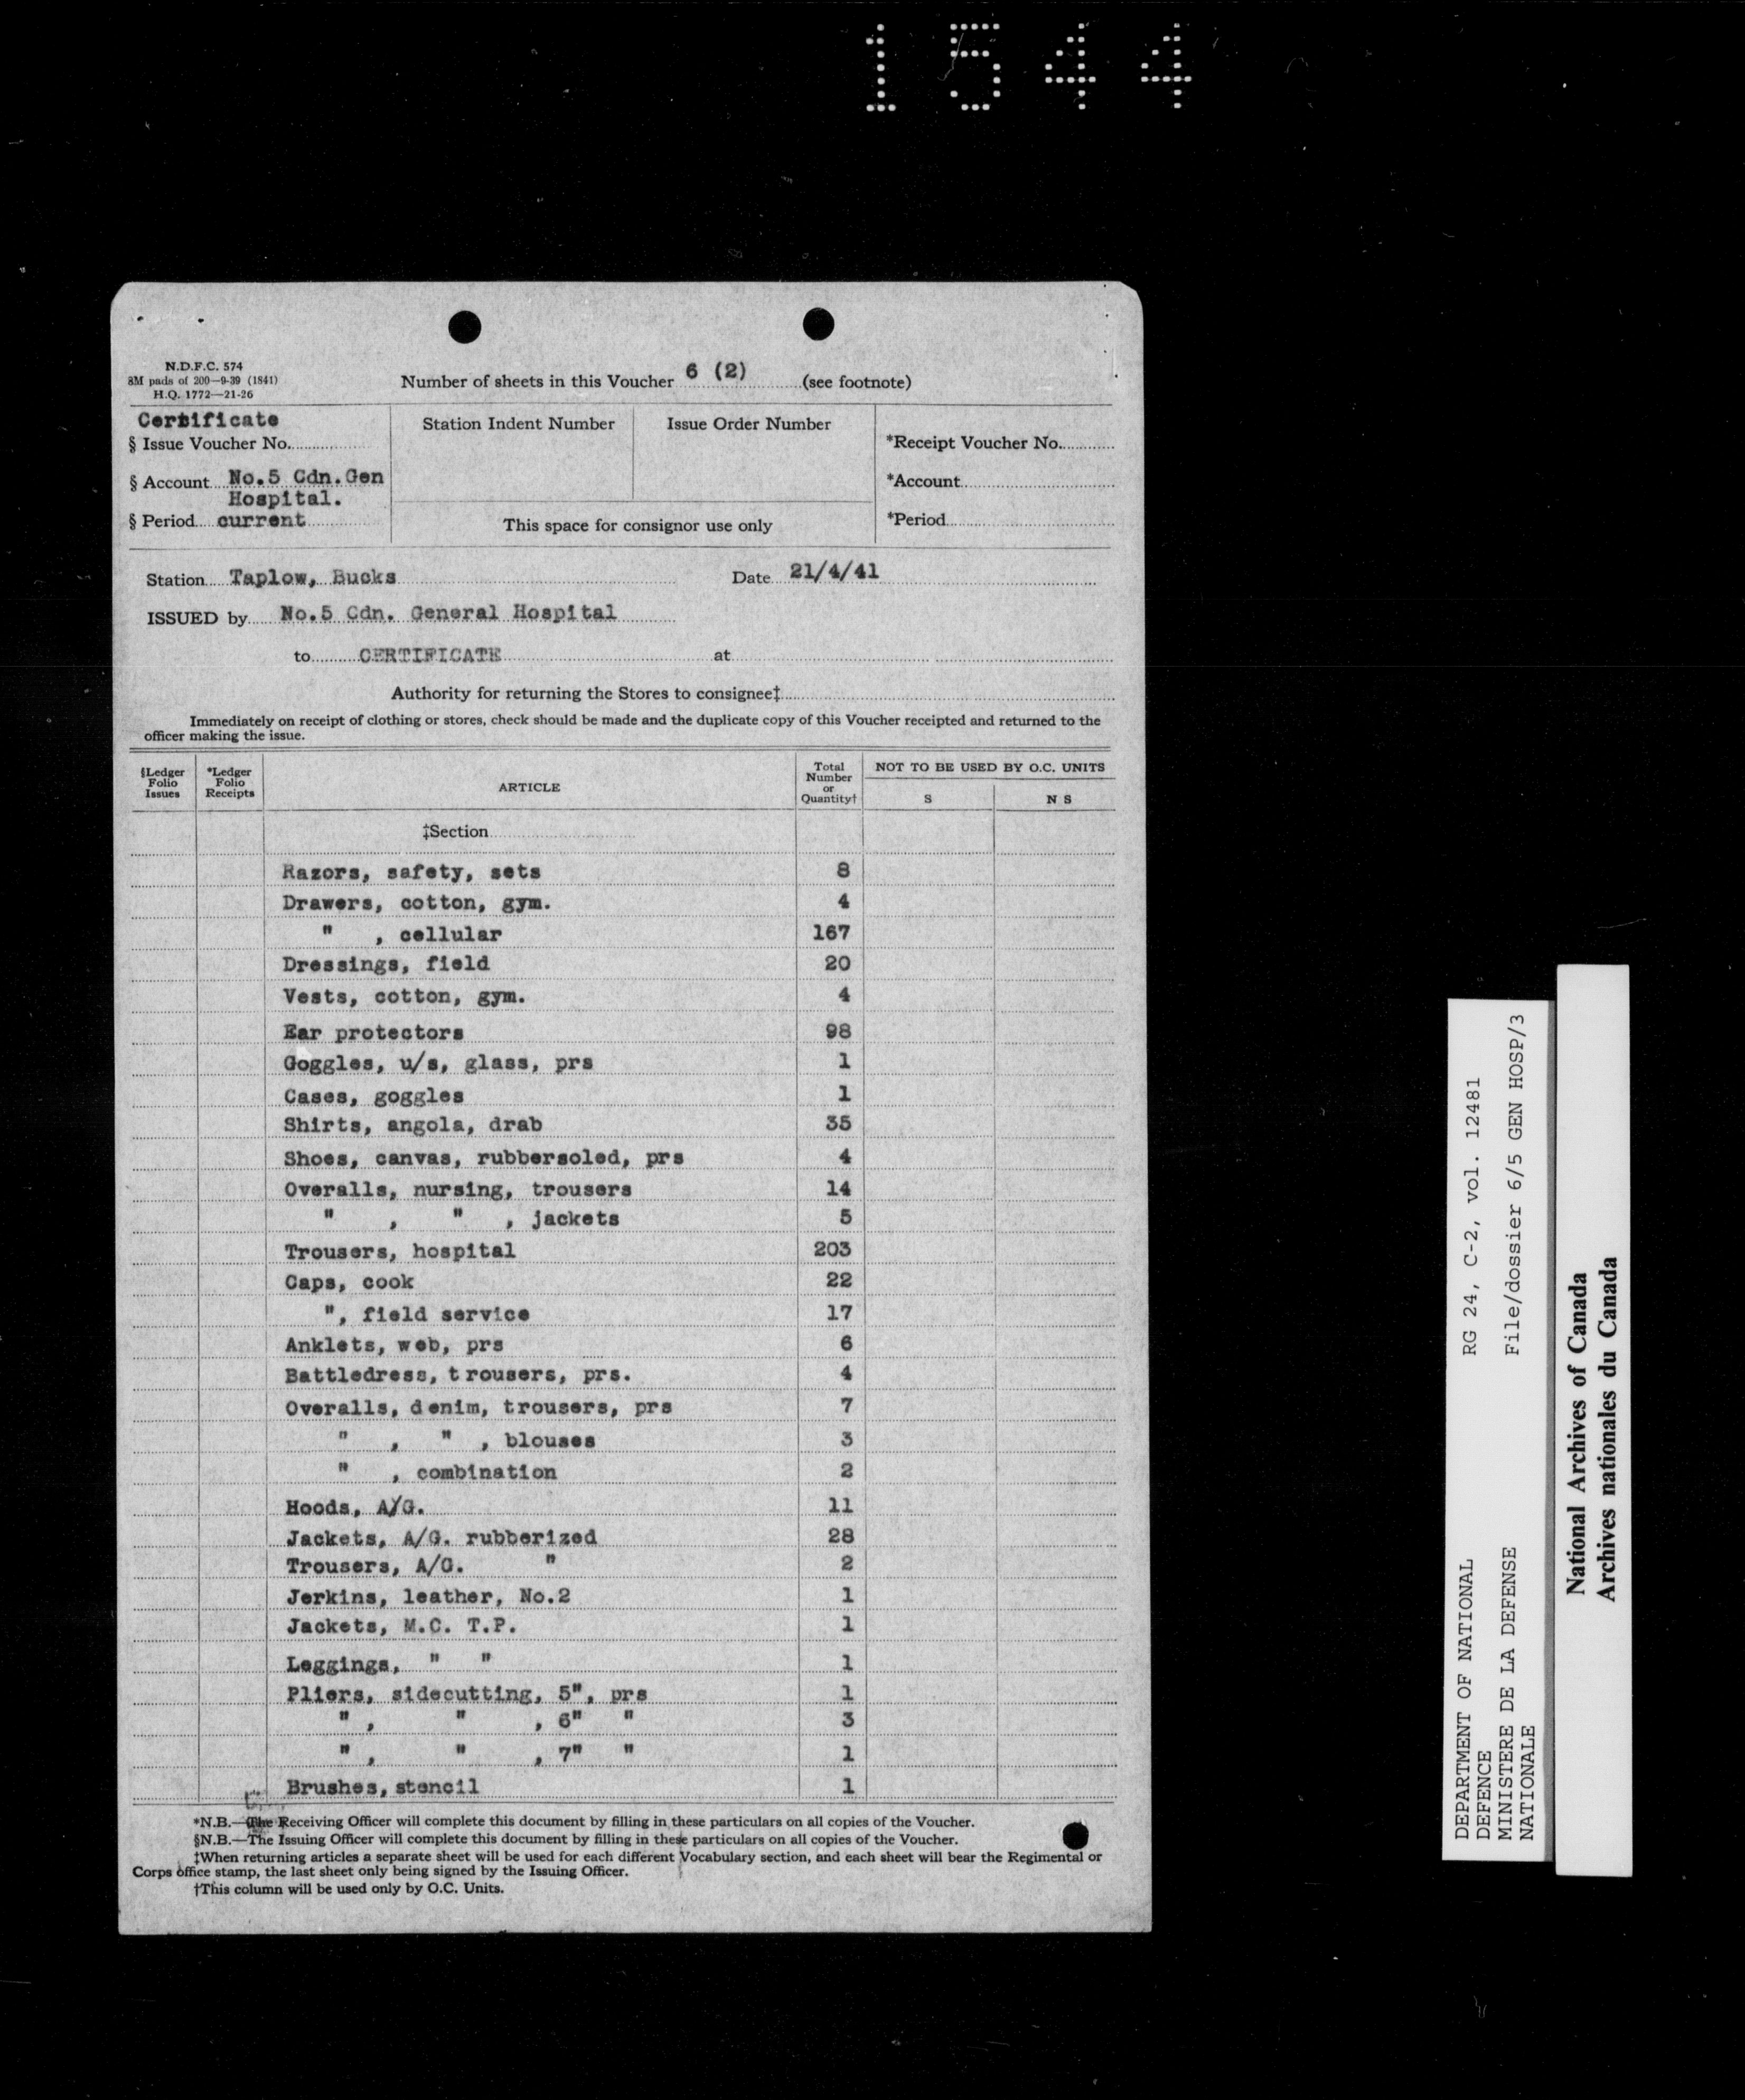 1544
N.D.F.C. 574
8M pads of 200—9-39 (1841)
H.Q. 1772—21-26
Number of sheets in this Voucher 6 (2) (see footnote)
Certificate
§ Issue Voucher No.
§ Account No.5 Cdn.Gen
Hospital.
§ Period current
Station Indent Number
Issue Order Number
This space for consignor use only
*Receipt Voucher No.
*Account
*Period
Station Taplow, Bucks Date 21/4/41
ISSUED by No.5 Cdn. General Hospital
to CERTIFICATE at
Authority for returning the Stores to consignee‡
Immediately on receipt of clothing or stores, check should be made and the duplicate copy of this Voucher receipted and returned to the
officer making the issue.
§Ledger Folio Issues
*Ledger Folio Receipts
ARTICLE
Total Number or Quantity†
NOT TO BE USED BY O.C. UNITS
S
N S
‡Section
Razors, safety, sets 8
Drawers, cotton, gym. 4
" , cellular 167
Dressings, field 20
Vests, cotton, gym. 4
Ear protectors 98
Goggles, u/s, glass, prs 1
Cases, goggles 1
Shirts, angola, drab 35
Shoes, canvas, rubbersoled, prs 4
Overalls, nursing, trousers 14
" , " , jackets 5
Trousers, hospital 203
Caps, cook 22
", field service 17
Anklets, web, prs 6
Battledress, trousers, prs. 4
Overalls, denim, trousers, prs 7
" , " , blouses 3
" , combination 2
Hoods, A/G. 11
Jackets, A/G. rubberized 28
Trousers, A/G. " 2
Jerkins, leather, No.2 1
Jackets, M.C. T.P. 1
Leggings, " " 1
Pliers, sidecutting, 5", prs 1
" , " , 6" " 3
" , " , 7" " 1
Brushes, stencil 1
*N.B.—The Receiving Officer will complete this document by filling in these particulars on all copies of the Voucher.
§N.B.—The Issuing Officer will complete this document by filling in these particulars on all copies of the Voucher.
‡When returning articles a separate sheet will be used for each different Vocabulary section, and each sheet will bear the Regimental or
Corps office stamp, the last sheet only being signed by the Issuing Officer.
†This column will be used only by O.C. Units.
DEPARTMENT OF NATIONAL RG 24, C-2, vol. 12481
DEFENCE
MINISTERE DE LA DEFENSE File/dossier 6/5 GEN HOSP/3
NATIONALE
National Archives of Canada
Archives nationales du Canada